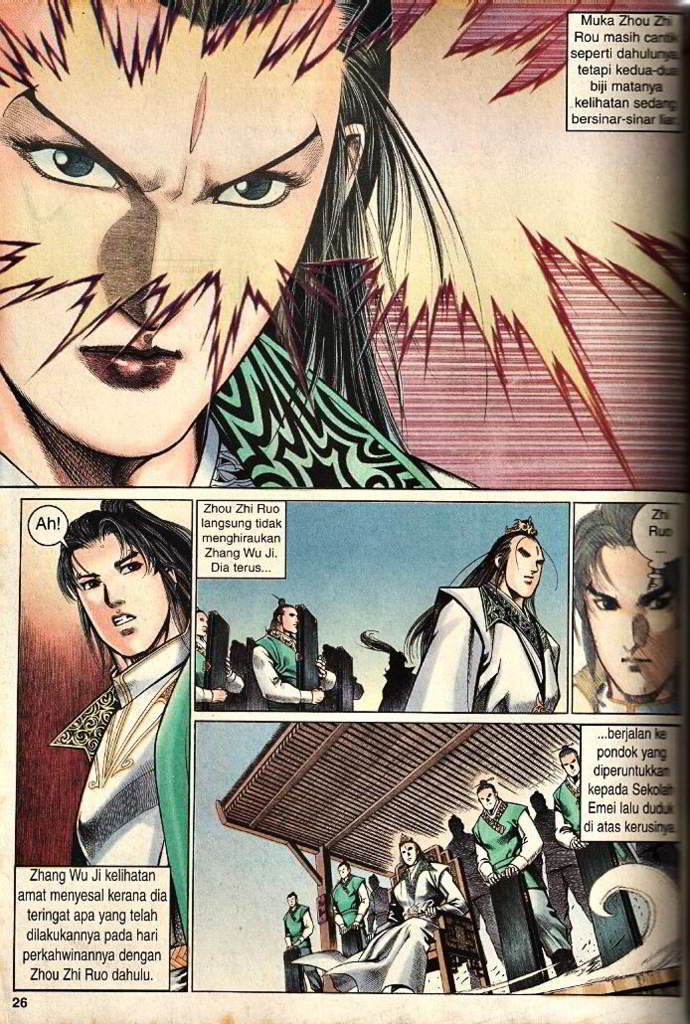 Muka Zhou Zhi
Rou masih cantik
seperti dahulunya,
tetapi kedua-dua
biji matanya
kelihatan sedang
bersinar-sinar liar.
Ah!
Zhou Zhi Ruo
langsung tidak
menghiraukan
Zhang Wu Ji.
Dia terus...
Zhi
Ruo
...
Zhang Wu Ji kelihatan
amat menyesal kerana dia
teringat apa yang telah
dilakukannya pada hari
perkahwinannya dengan
Zhou Zhi Ruo dahulu.
...berjalan ke
pondok yang
diperuntukkan
kepada Sekolah
Emei lalu duduk
di atas kerusinya.
26